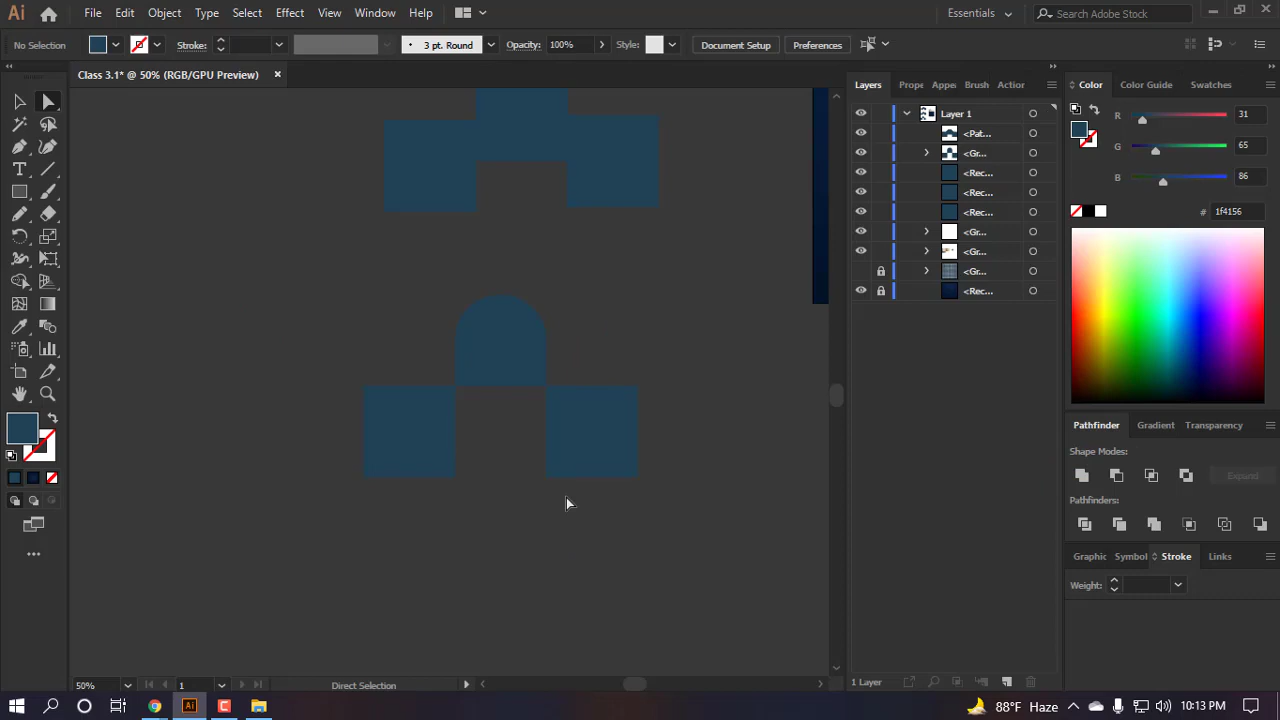 Ai File Edit Object Type Select Effect View Window Help Essentials Search Adobe Stock
No Selection Stroke: 3 pt. Round Opacity: 100% Style: Document Setup Preferences
Class 3.1* @ 50% (RGB/GPU Preview)
Layers Prope Appea Brush Action
Color Color Guide Swatches
Layer 1
<Pat...
<Gr...
<Rec...
<Rec...
<Rec...
<Gr...
<Gr...
<Gr...
<Rec...
R 31
G 65
B 86
# 1f4156
Pathfinder Gradient Transparency
Shape Modes:
Expand
Pathfinders:
Graphic Symbol Stroke Links
Weight:
50% 1 Direct Selection
1 Layer
88°F Haze 10:13 PM